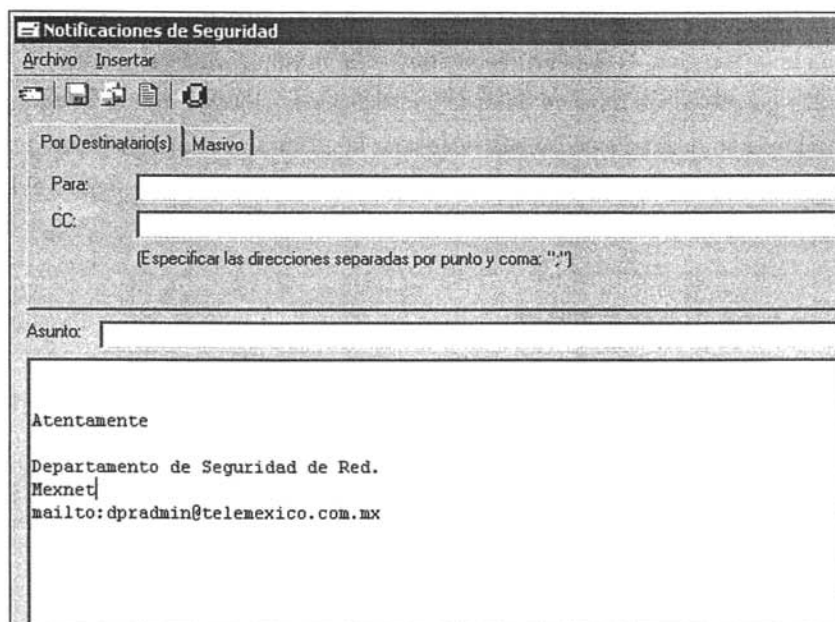 Notificaciones de Seguridad
Archivo Insertar
Por Destinatario(s) Masivo
Para:
CC:
(Especificar las direcciones separadas por punto y coma: ";")
Asunto:
Atentamente
Departamento de Seguridad de Red.
Mexnet
mailto:dpradmin@telemexico.com.mx